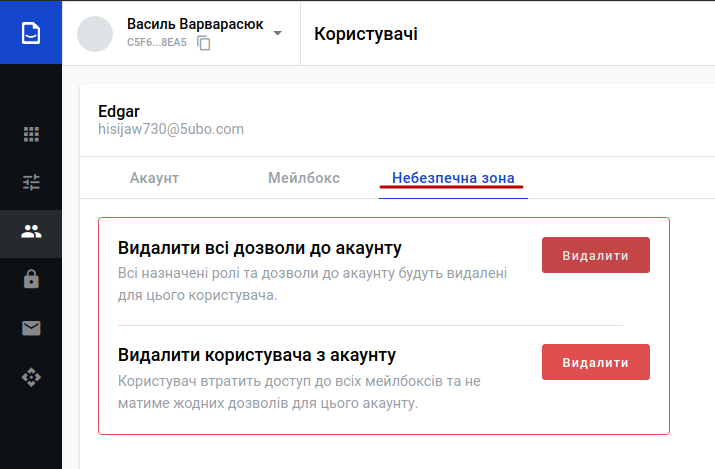 Василь Варварасюк
C5F6...8EA5
Користувачі
Edgar
hisijaw730@5ubo.com
Акаунт
Мейлбокс
Небезпечна зона
Видалити всі дозволи до акаунту
Всі назначені ролі та дозволи до акаунту будуть видалені
для цього користувача.
Видалити
Видалити користувача з акаунту
Користувач втратить доступ до всіх мейлбоксів та не
матиме жодних дозволів для цього акаунту.
Видалити